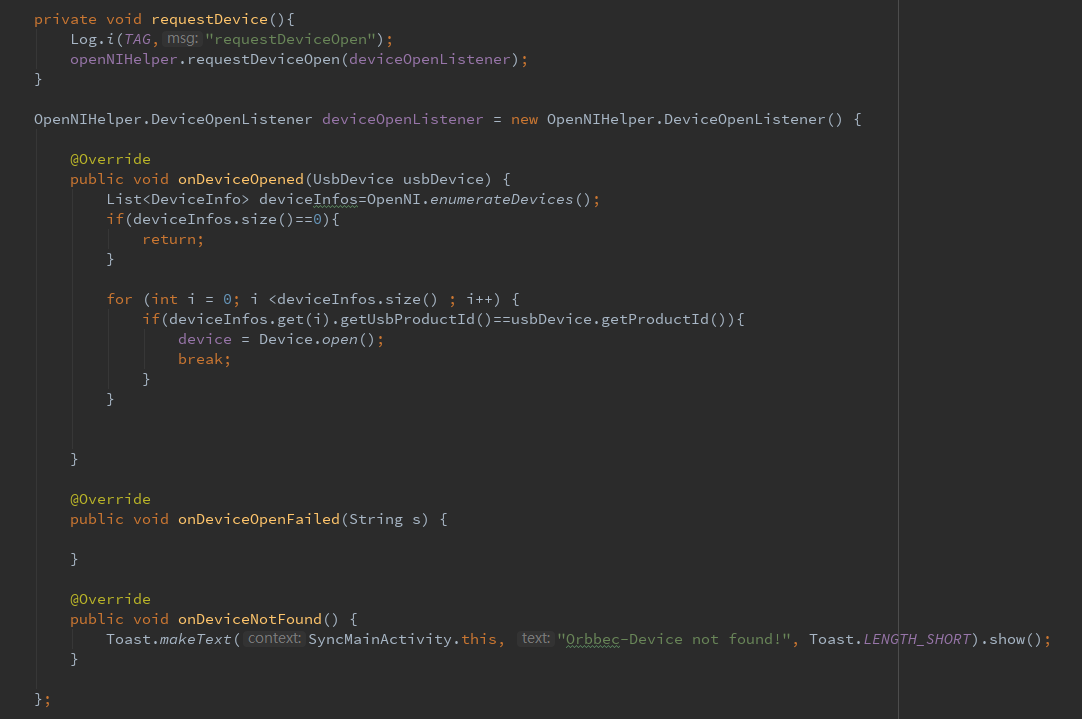 private void requestDevice(){
Log.i(TAG, msg: "requestDeviceOpen");
openNIHelper.requestDeviceOpen(deviceOpenListener);
}
OpenNIHelper.DeviceOpenListener deviceOpenListener = new OpenNIHelper.DeviceOpenListener() {
@Override
public void onDeviceOpened(UsbDevice usbDevice) {
List<DeviceInfo> deviceInfos=OpenNI.enumerateDevices();
if(deviceInfos.size()==0){
return;
}
for (int i = 0; i <deviceInfos.size() ; i++) {
if(deviceInfos.get(i).getUsbProductId()==usbDevice.getProductId()){
device = Device.open();
break;
}
}
}
@Override
public void onDeviceOpenFailed(String s) {
}
@Override
public void onDeviceNotFound() {
Toast.makeText( context: SyncMainActivity.this, text: "Orbbec-Device not found!", Toast.LENGTH_SHORT).show();
}
};